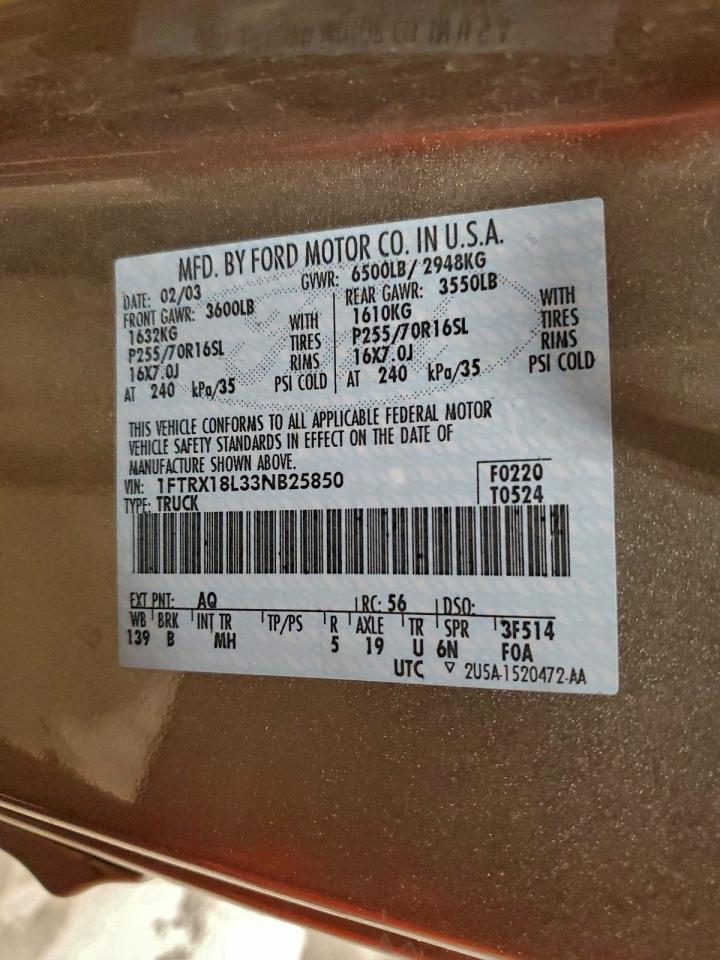 MFD. BY FORD MOTOR CO. IN U.S.A.
DATE: 02/03 GVWR: 6500LB/ 2948KG
FRONT GAWR: 3600LB REAR GAWR: 3550LB
1632KG WITH 1610KG WITH
P255/70R16SL TIRES P255/70R16SL TIRES
16X7.0J RIMS 16X7.0J RIMS
AT 240 kPa/35 PSI COLD AT 240 kPa/35 PSI COLD
THIS VEHICLE CONFORMS TO ALL APPLICABLE FEDERAL MOTOR
VEHICLE SAFETY STANDARDS IN EFFECT ON THE DATE OF
MANUFACTURE SHOWN ABOVE.
VIN: 1FTRX18L33NB25850 F0220
TYPE: TRUCK T0524
EXT PNT: AQ RC: 56 DSO:
WB BRK INT TR TP/PS R AXLE TR SPR 3F514
139 B MH 5 19 U 6N F0A
UTC ▽ 2U5A-1520472-AA